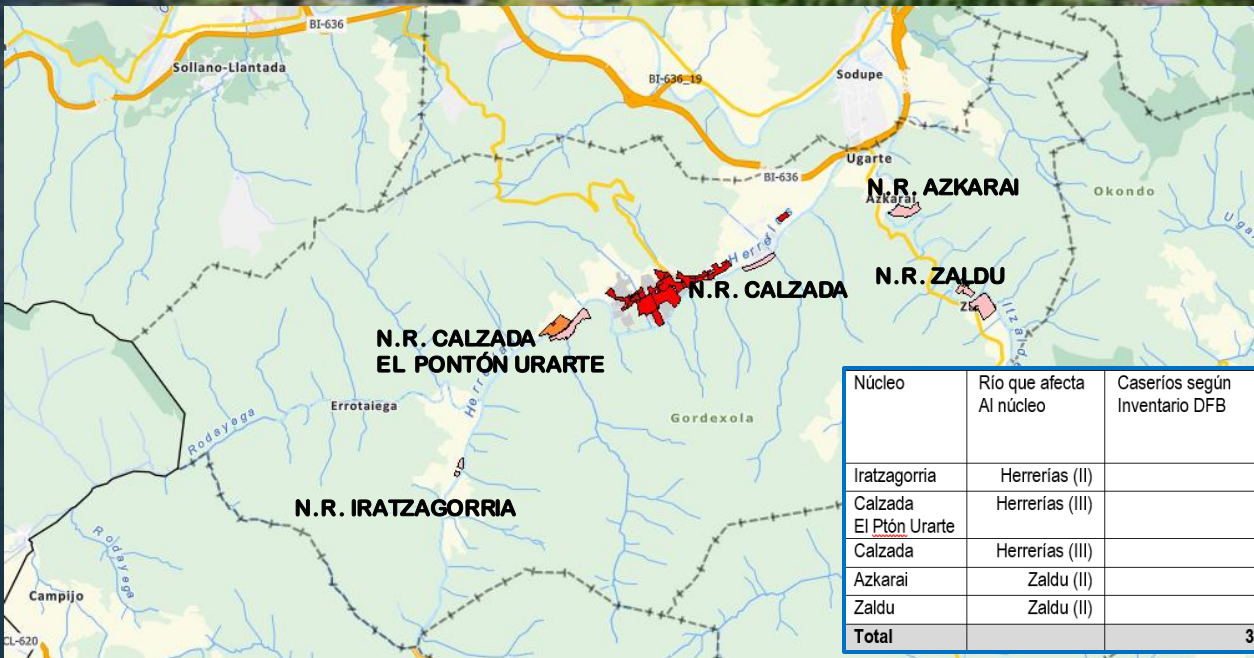 BI-636
Sollano-Llantada
BI-636_19
Sodupe
Ugarte
BI-636
N.R. AZKARAI
Azkarai
Okondo
Herrerías
N.R. CALZADA
N.R. ZALDU
N.R. CALZADA
EL PONTÓN URARTE
Errotaiega
Rodayega
Gordexola
N.R. IRATZAGORRIA
Rodayega
Campijo
CL-620
Núcleo Río que afecta Caseríos según
Al núcleo Inventario DFB
Iratzagorria Herrerías (II)
Calzada Herrerías (III)
El Ptón Urarte
Calzada Herrerías (III)
Azkarai Zaldu (II)
Zaldu Zaldu (II)
Total 3